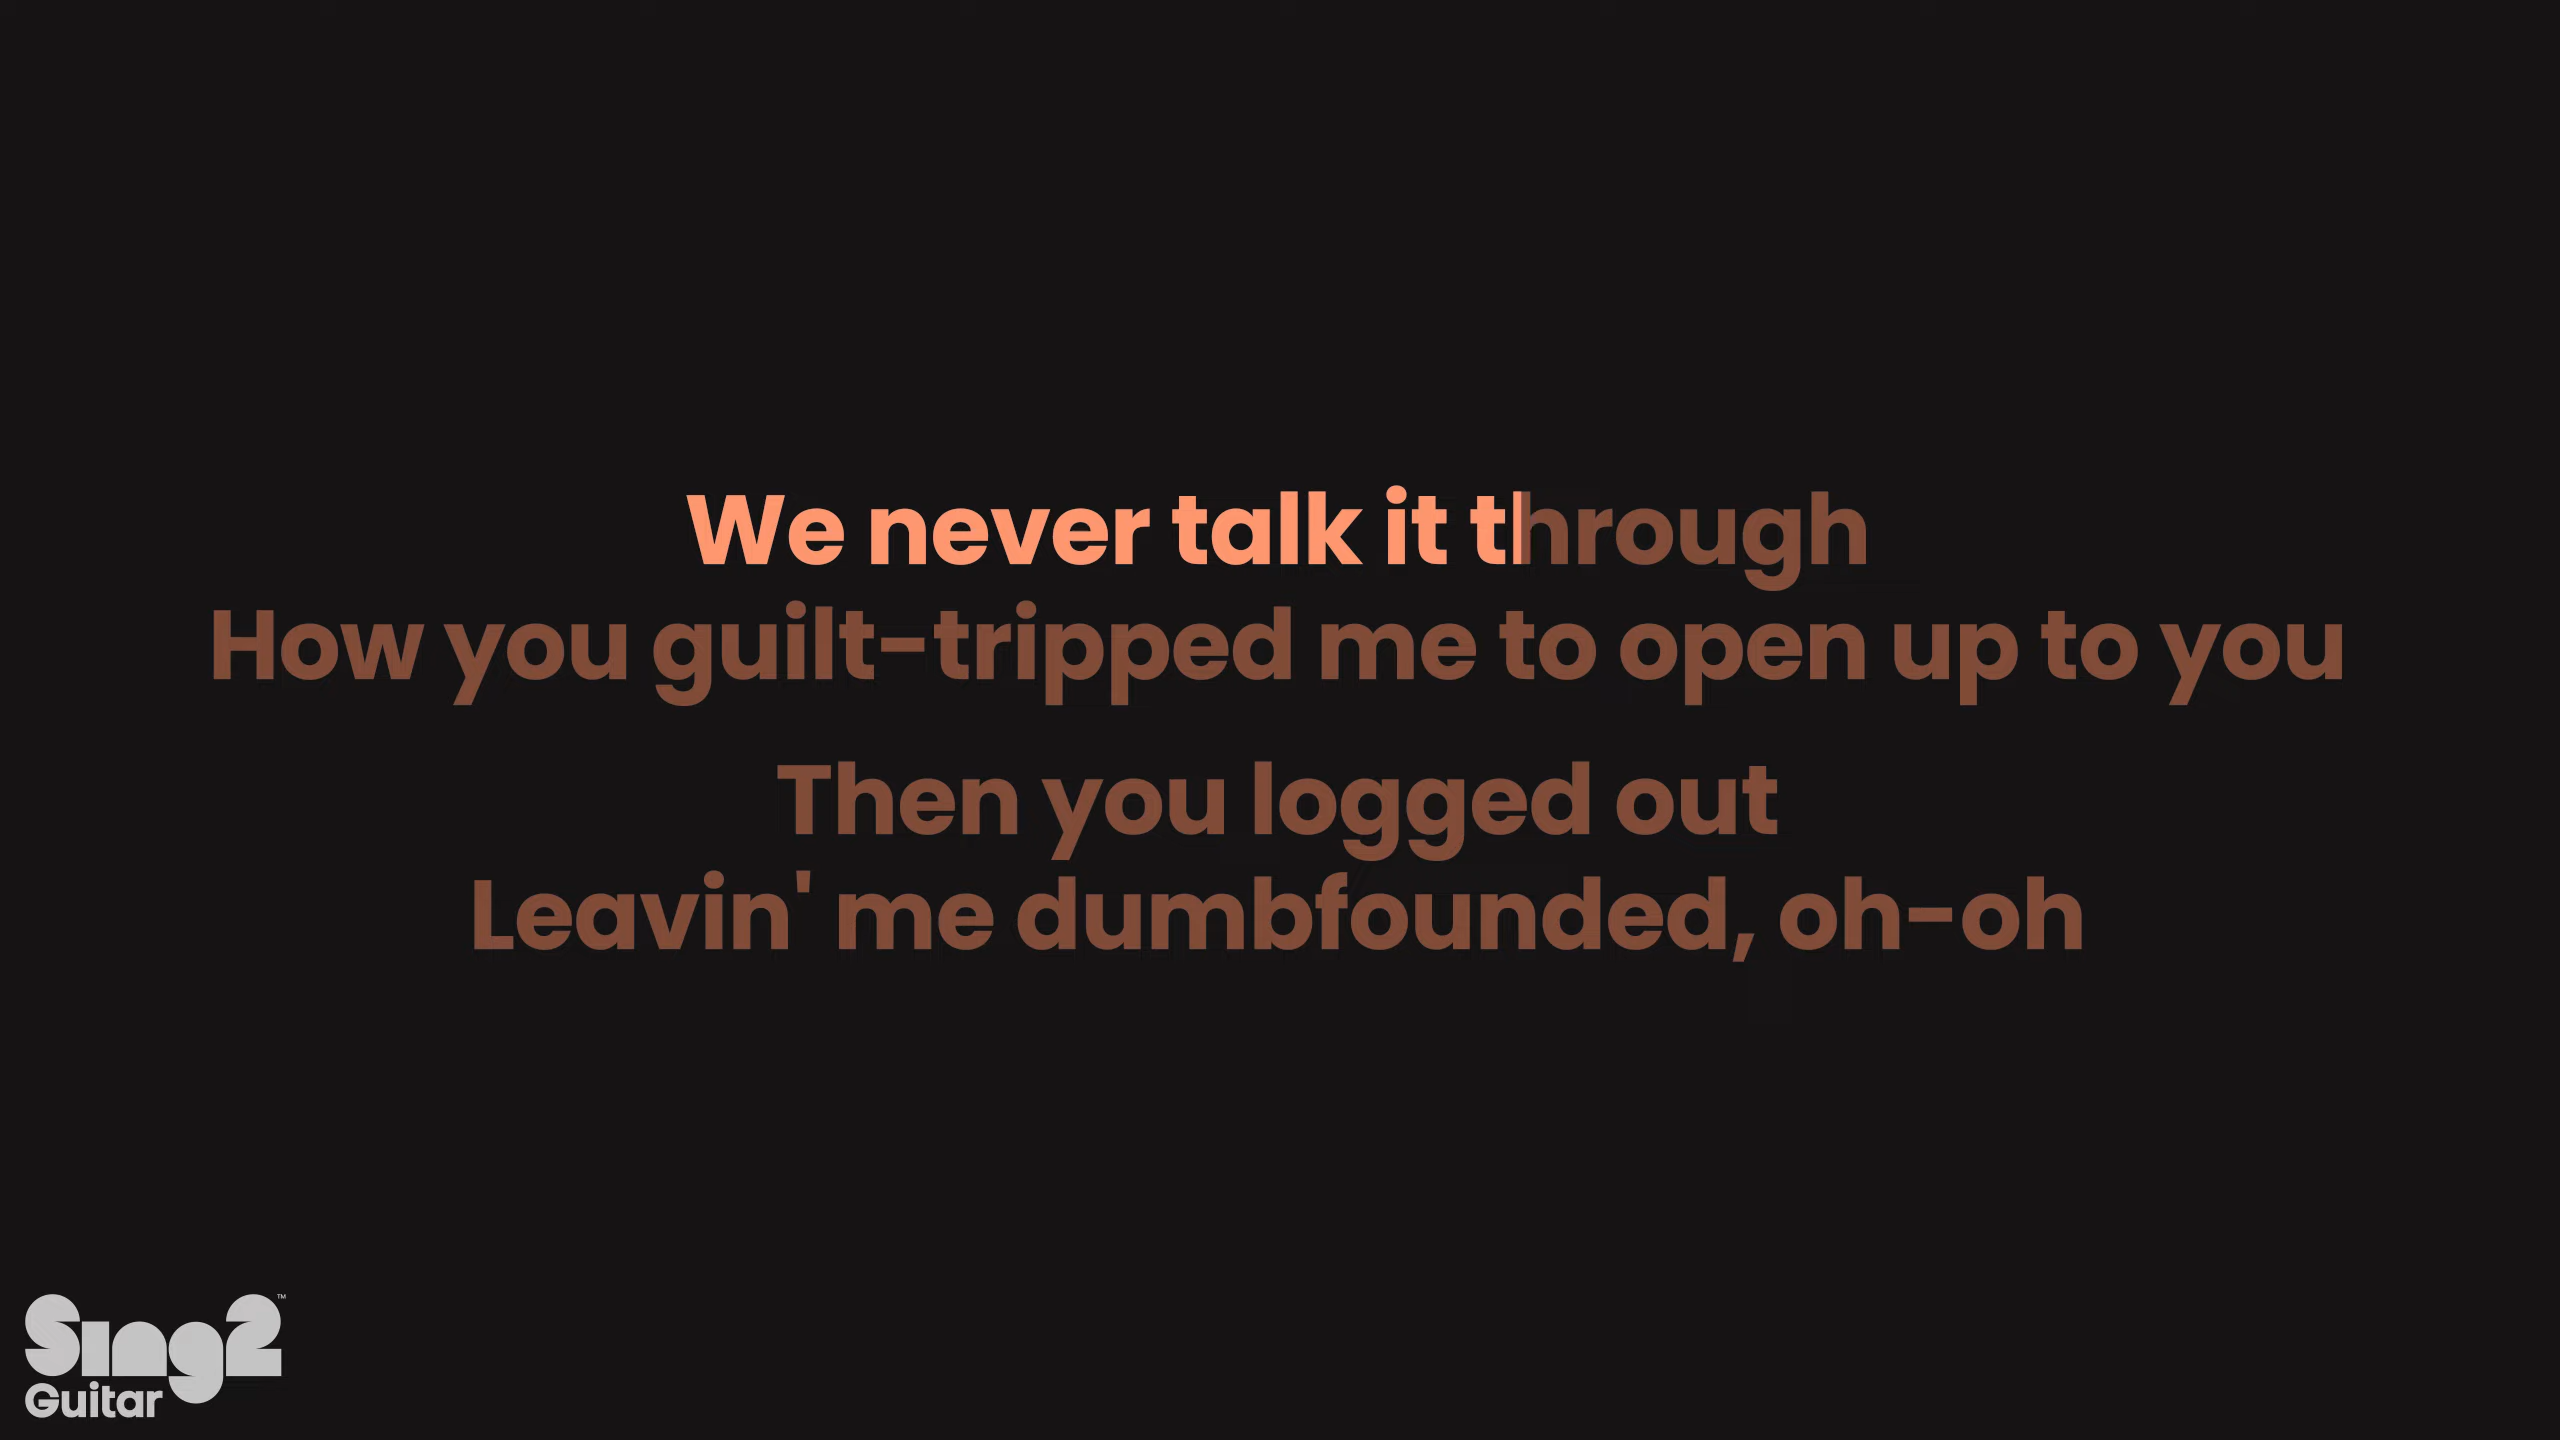 We never talk it through
How you guilt-tripped me to open up to you
Then you logged out
Leavin' me dumbfounded, oh-oh
Sing2™
Guitar